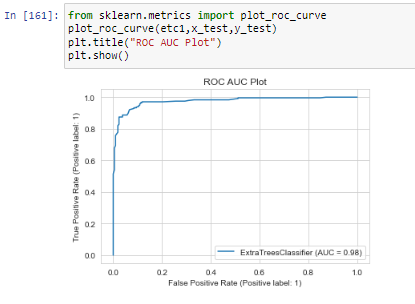 In [161]:
from sklearn.metrics import plot_roc_curve
plot_roc_curve(etc1,x_test,y_test)
plt.title("ROC AUC Plot")
plt.show()
ROC AUC Plot
True Positive Rate (Positive label: 1)
1.0
0.8
0.6
0.4
0.2
0.0
ExtraTreesClassifier (AUC = 0.98)
0.0 0.2 0.4 0.6 0.8 1.0
False Positive Rate (Positive label: 1)